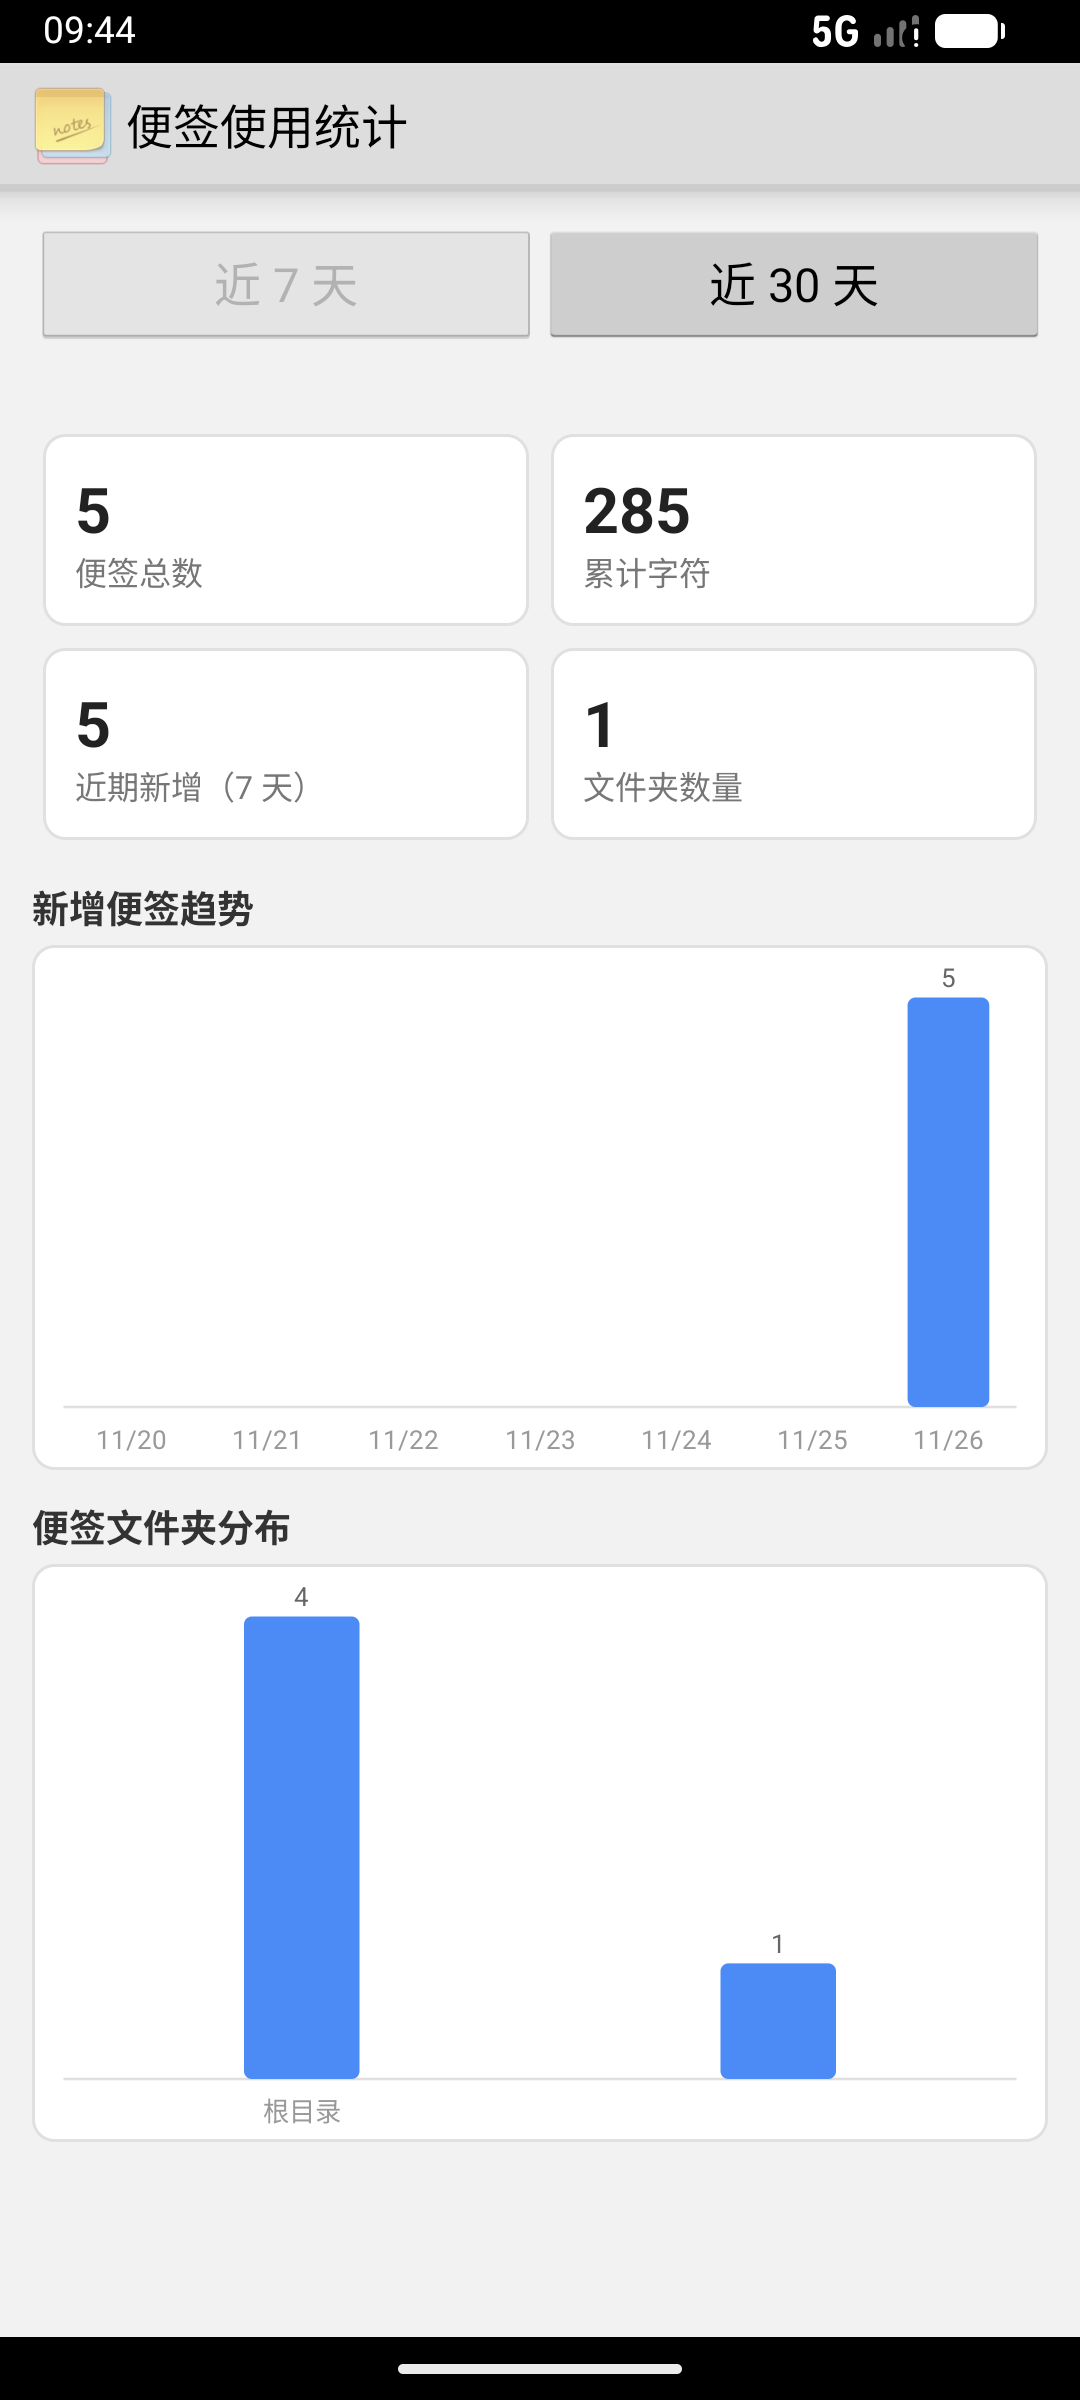 09:44
5G
notes
便签使用统计
近 7 天
近 30 天
5
便签总数
285
累计字符
5
近期新增（7 天）
1
文件夹数量
新增便签趋势
5
11/20 11/21 11/22 11/23 11/24 11/25 11/26
便签文件夹分布
4
1
根目录